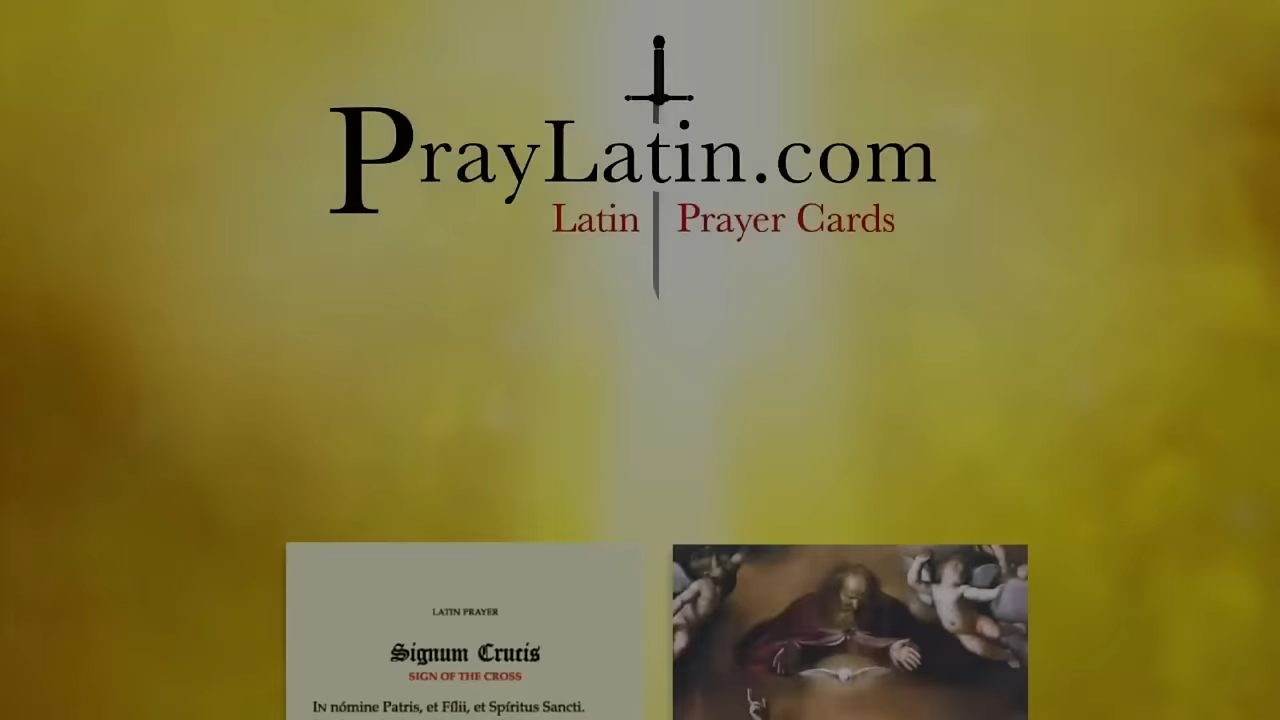 PrayLatin.com
Latin Prayer Cards
LATIN PRAYER
Signum Crucis
SIGN OF THE CROSS
IN nómine Patris, et Fílii, et Spíritus Sancti.